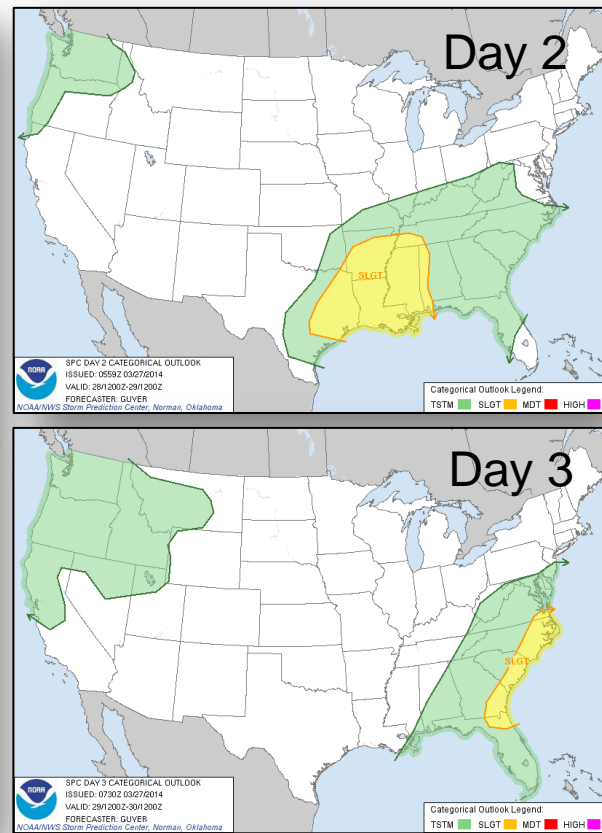 Day 2
SLGT
NOAA
SPC DAY 2 CATEGORICAL OUTLOOK
ISSUED: 0559Z 03/27/2014
VALID: 28/1200Z-29/1200Z
FORECASTER: GUYER
NOAA/NWS Storm Prediction Center, Norman, Oklahoma
Categorical Outlook Legend:
TSTM SLGT MDT HIGH
Day 3
SLGT
NOAA
SPC DAY 3 CATEGORICAL OUTLOOK
ISSUED: 0730Z 03/27/2014
VALID: 29/1200Z-30/1200Z
FORECASTER: GUYER
NOAA/NWS Storm Prediction Center, Norman, Oklahoma
Categorical Outlook Legend:
TSTM SLGT MDT HIGH